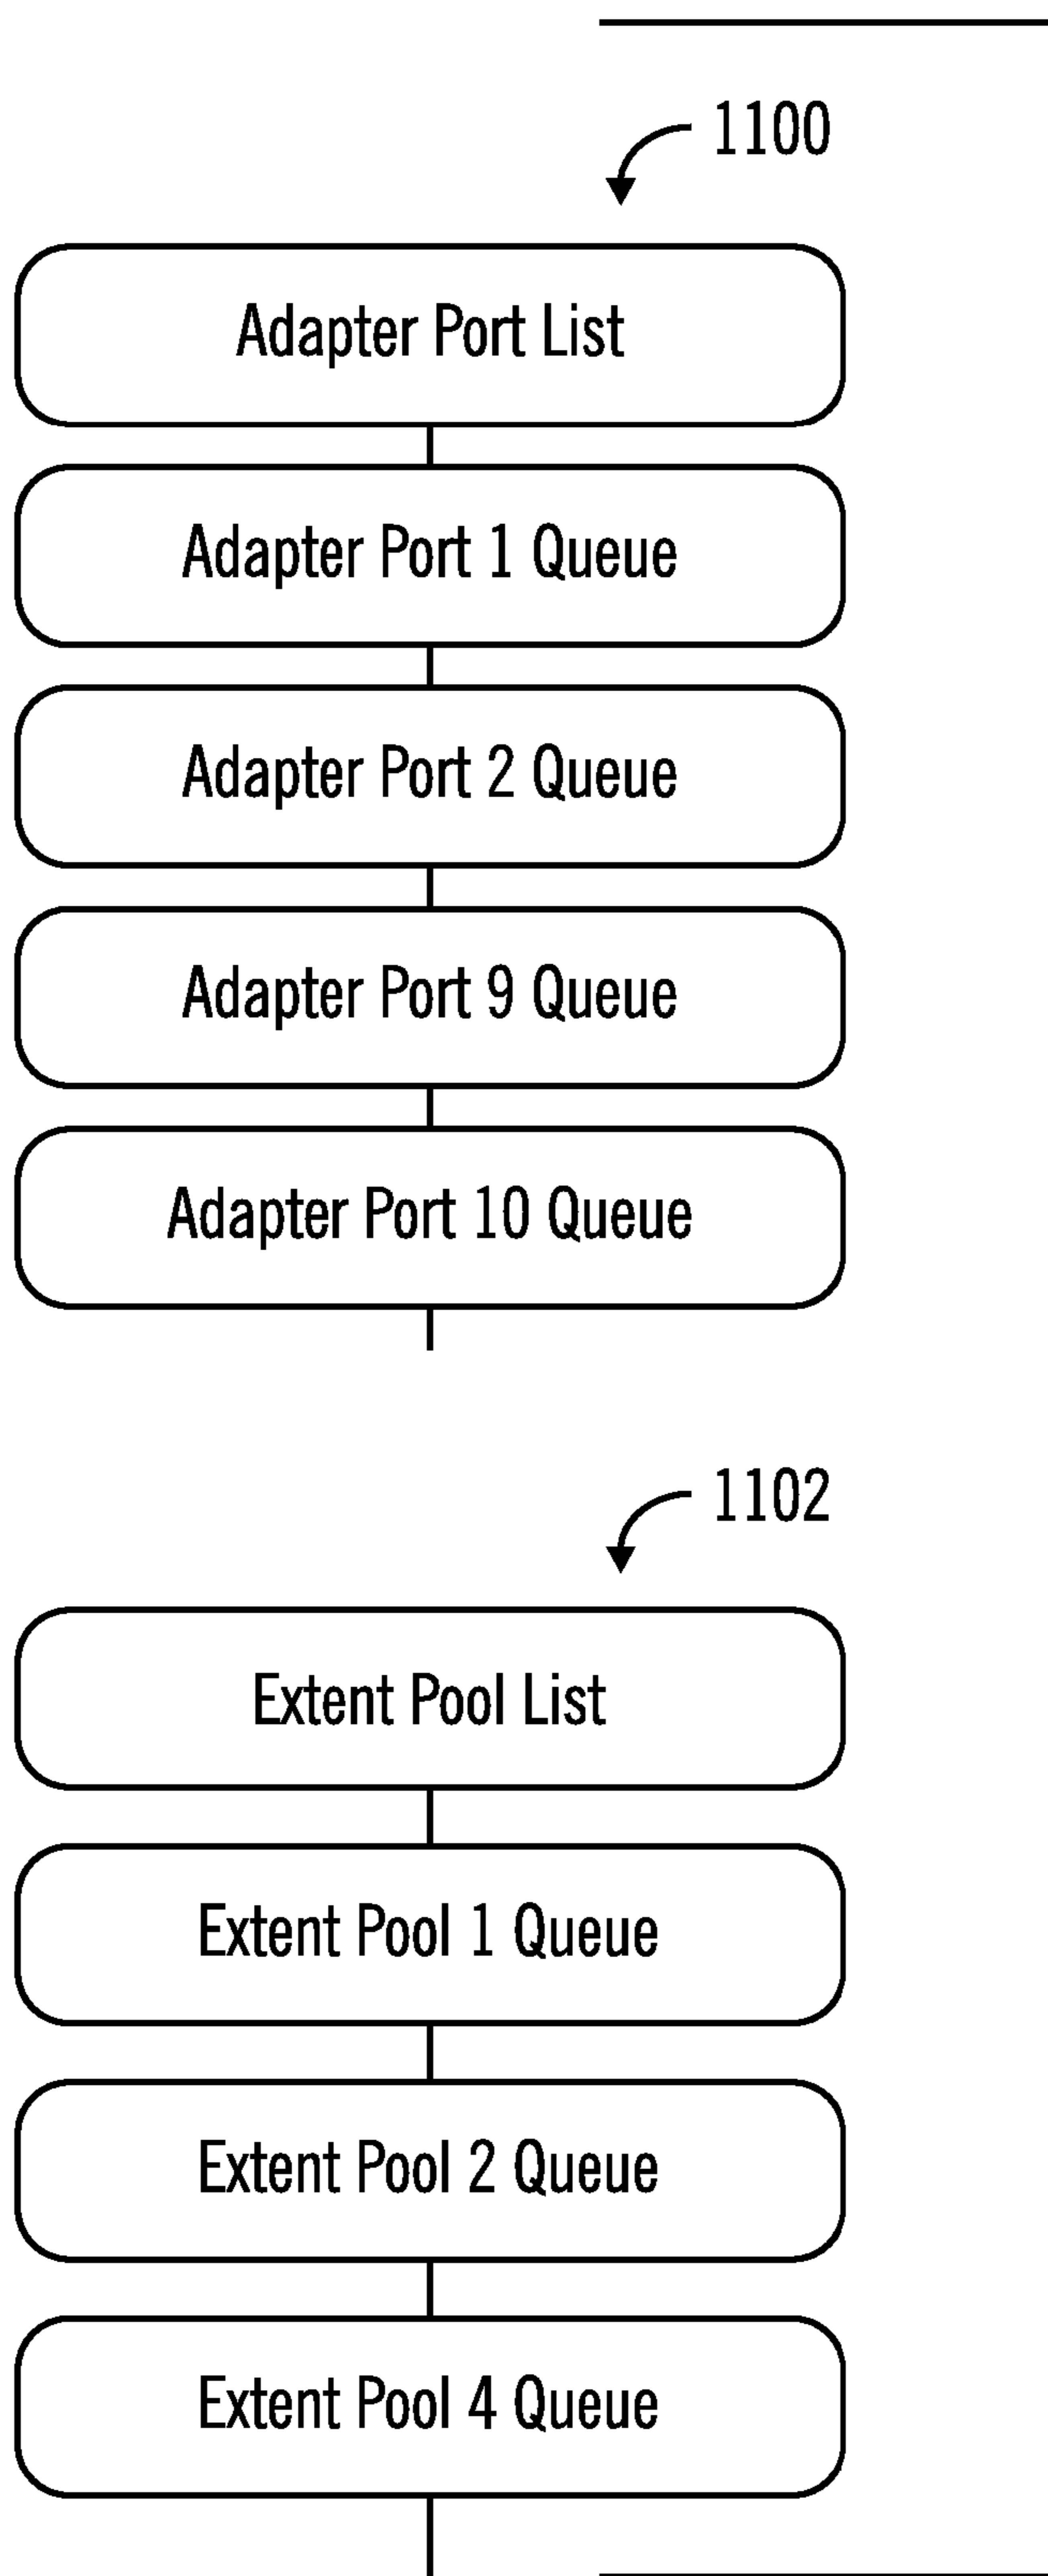 1100
Adapter Port List
Adapter Port 1 Queue
Adapter Port 2 Queue
Adapter Port 9 Queue
Adapter Port 10 Queue
1102
Extent Pool List
Extent Pool 1 Queue
Extent Pool 2 Queue
Extent Pool 4 Queue